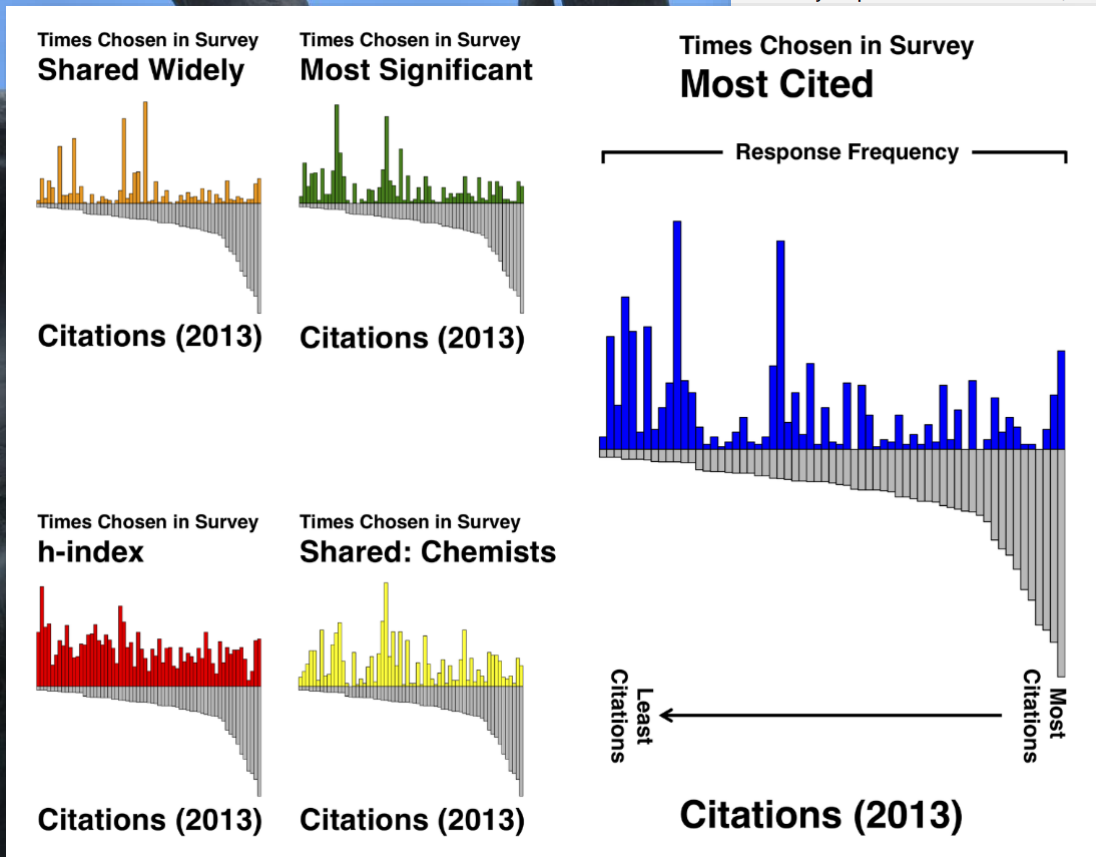 Times Chosen in Survey
Shared Widely
Citations (2013)
Times Chosen in Survey
Most Significant
Citations (2013)
Times Chosen in Survey
Most Cited
Response Frequency
Least
Citations
Most
Citations
Citations (2013)
Times Chosen in Survey
h-index
Citations (2013)
Times Chosen in Survey
Shared: Chemists
Citations (2013)